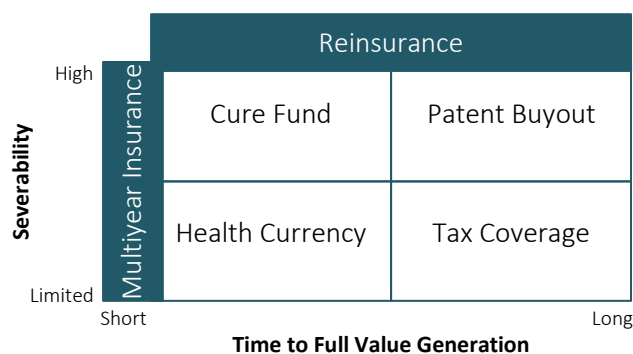 Reinsurance
High
Cure Fund
Patent Buyout
Severability
Multiyear Insurance
Health Currency
Tax Coverage
Limited
Short
Long
Time to Full Value Generation